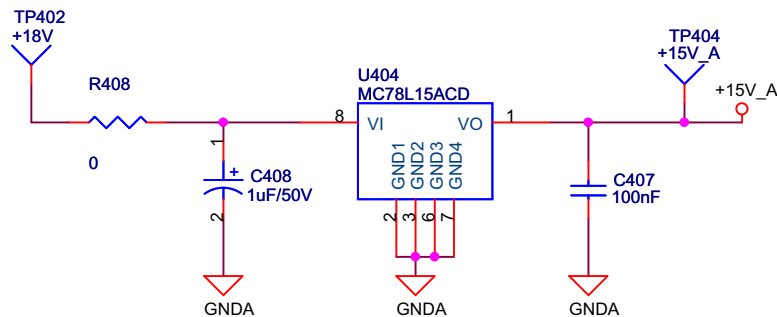 TP402
+18V
R408
0
1
+
C408
1uF/50V
2
GNDA
U404
MC78L15ACD
8
VI
VO
1
GND1
GND2
GND3
GND4
2
3
6
7
GNDA
TP404
+15V_A
+15V_A
C407
100nF
GNDA